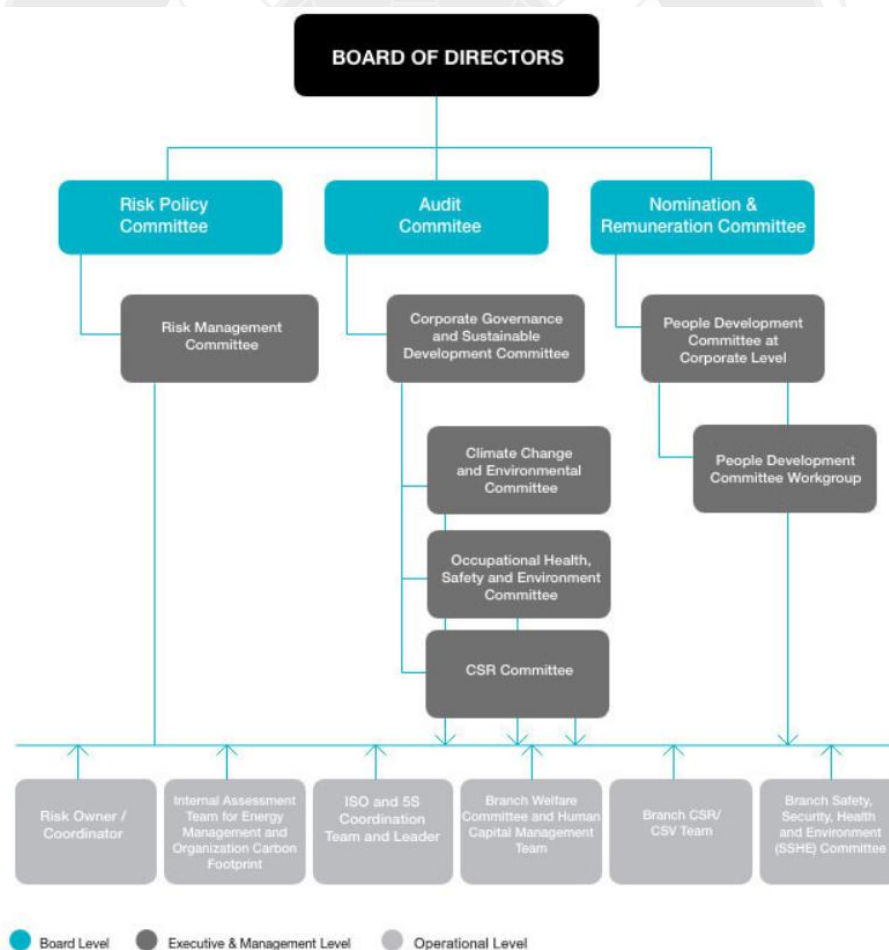 BOARD OF DIRECTORS
Risk Policy
Committee
Audit
Commitee
Nomination &
Remuneration Committee
Risk Management
Committee
Corporate Governance
and Sustainable
Development Committee
People Development
Committee at
Corporate Level
Climate Change
and Environmental
Committee
People Development
Committee Workgroup
Occupational Health,
Safety and Environment
Committee
CSR Committee
Risk Owner /
Coordinator
Internal Assessment
Team for Energy
Management and
Organization Carbon
Footprint
ISO and 5S
Coordination
Team and Leader
Branch Welfare
Committee and Human
Capital Management
Team
Branch CSR/
CSV Team
Branch Safety,
Security, Health
and Environment
(SSHE) Committee
Board Level
Executive & Management Level
Operational Level